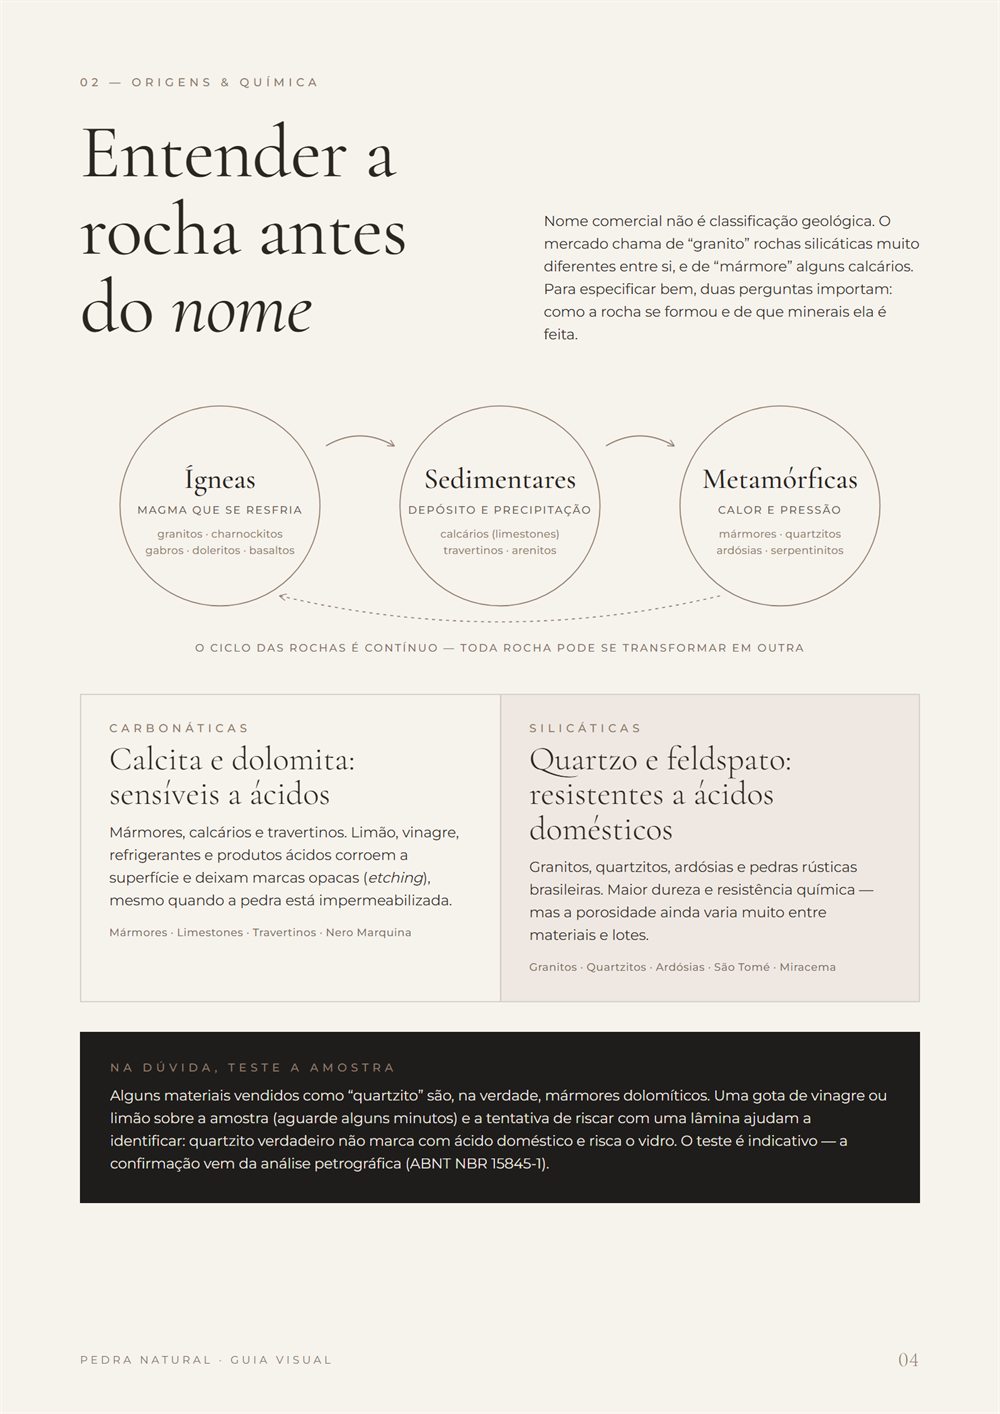 02 — ORIGENS & QUÍMICA
Entender a
rocha antes
do nome
Nome comercial não é classificação geológica. O
mercado chama de “granito” rochas silicáticas muito
diferentes entre si, e de “mármore” alguns calcários.
Para especificar bem, duas perguntas importam:
como a rocha se formou e de que minerais ela é
feita.
Ígneas
MAGMA QUE SE RESFRIA
granitos · charnockitos
gabros · doleritos · basaltos
Sedimentares
DEPÓSITO E PRECIPITAÇÃO
calcários (limestones)
travertinos · arenitos
Metamórficas
CALOR E PRESSÃO
mármores · quartzitos
ardósias · serpentinitos
O CICLO DAS ROCHAS É CONTÍNUO — TODA ROCHA PODE SE TRANSFORMAR EM OUTRA
CARBONÁTICAS
Calcita e dolomita:
sensíveis a ácidos
Mármores, calcários e travertinos. Limão, vinagre,
refrigerantes e produtos ácidos corroem a
superfície e deixam marcas opacas (etching),
mesmo quando a pedra está impermeabilizada.
Mármores · Limestones · Travertinos · Nero Marquina
SILICÁTICAS
Quartzo e feldspato:
resistentes a ácidos
domésticos
Granitos, quartzitos, ardósias e pedras rústicas
brasileiras. Maior dureza e resistência química —
mas a porosidade ainda varia muito entre
materiais e lotes.
Granitos · Quartzitos · Ardósias · São Tomé · Miracema
NA DÚVIDA, TESTE A AMOSTRA
Alguns materiais vendidos como “quartzito” são, na verdade, mármores dolomíticos. Uma gota de vinagre ou
limão sobre a amostra (aguarde alguns minutos) e a tentativa de riscar com uma lâmina ajudam a
identificar: quartzito verdadeiro não marca com ácido doméstico e risca o vidro. O teste é indicativo — a
confirmação vem da análise petrográfica (ABNT NBR 15845-1).
PEDRA NATURAL · GUIA VISUAL
04